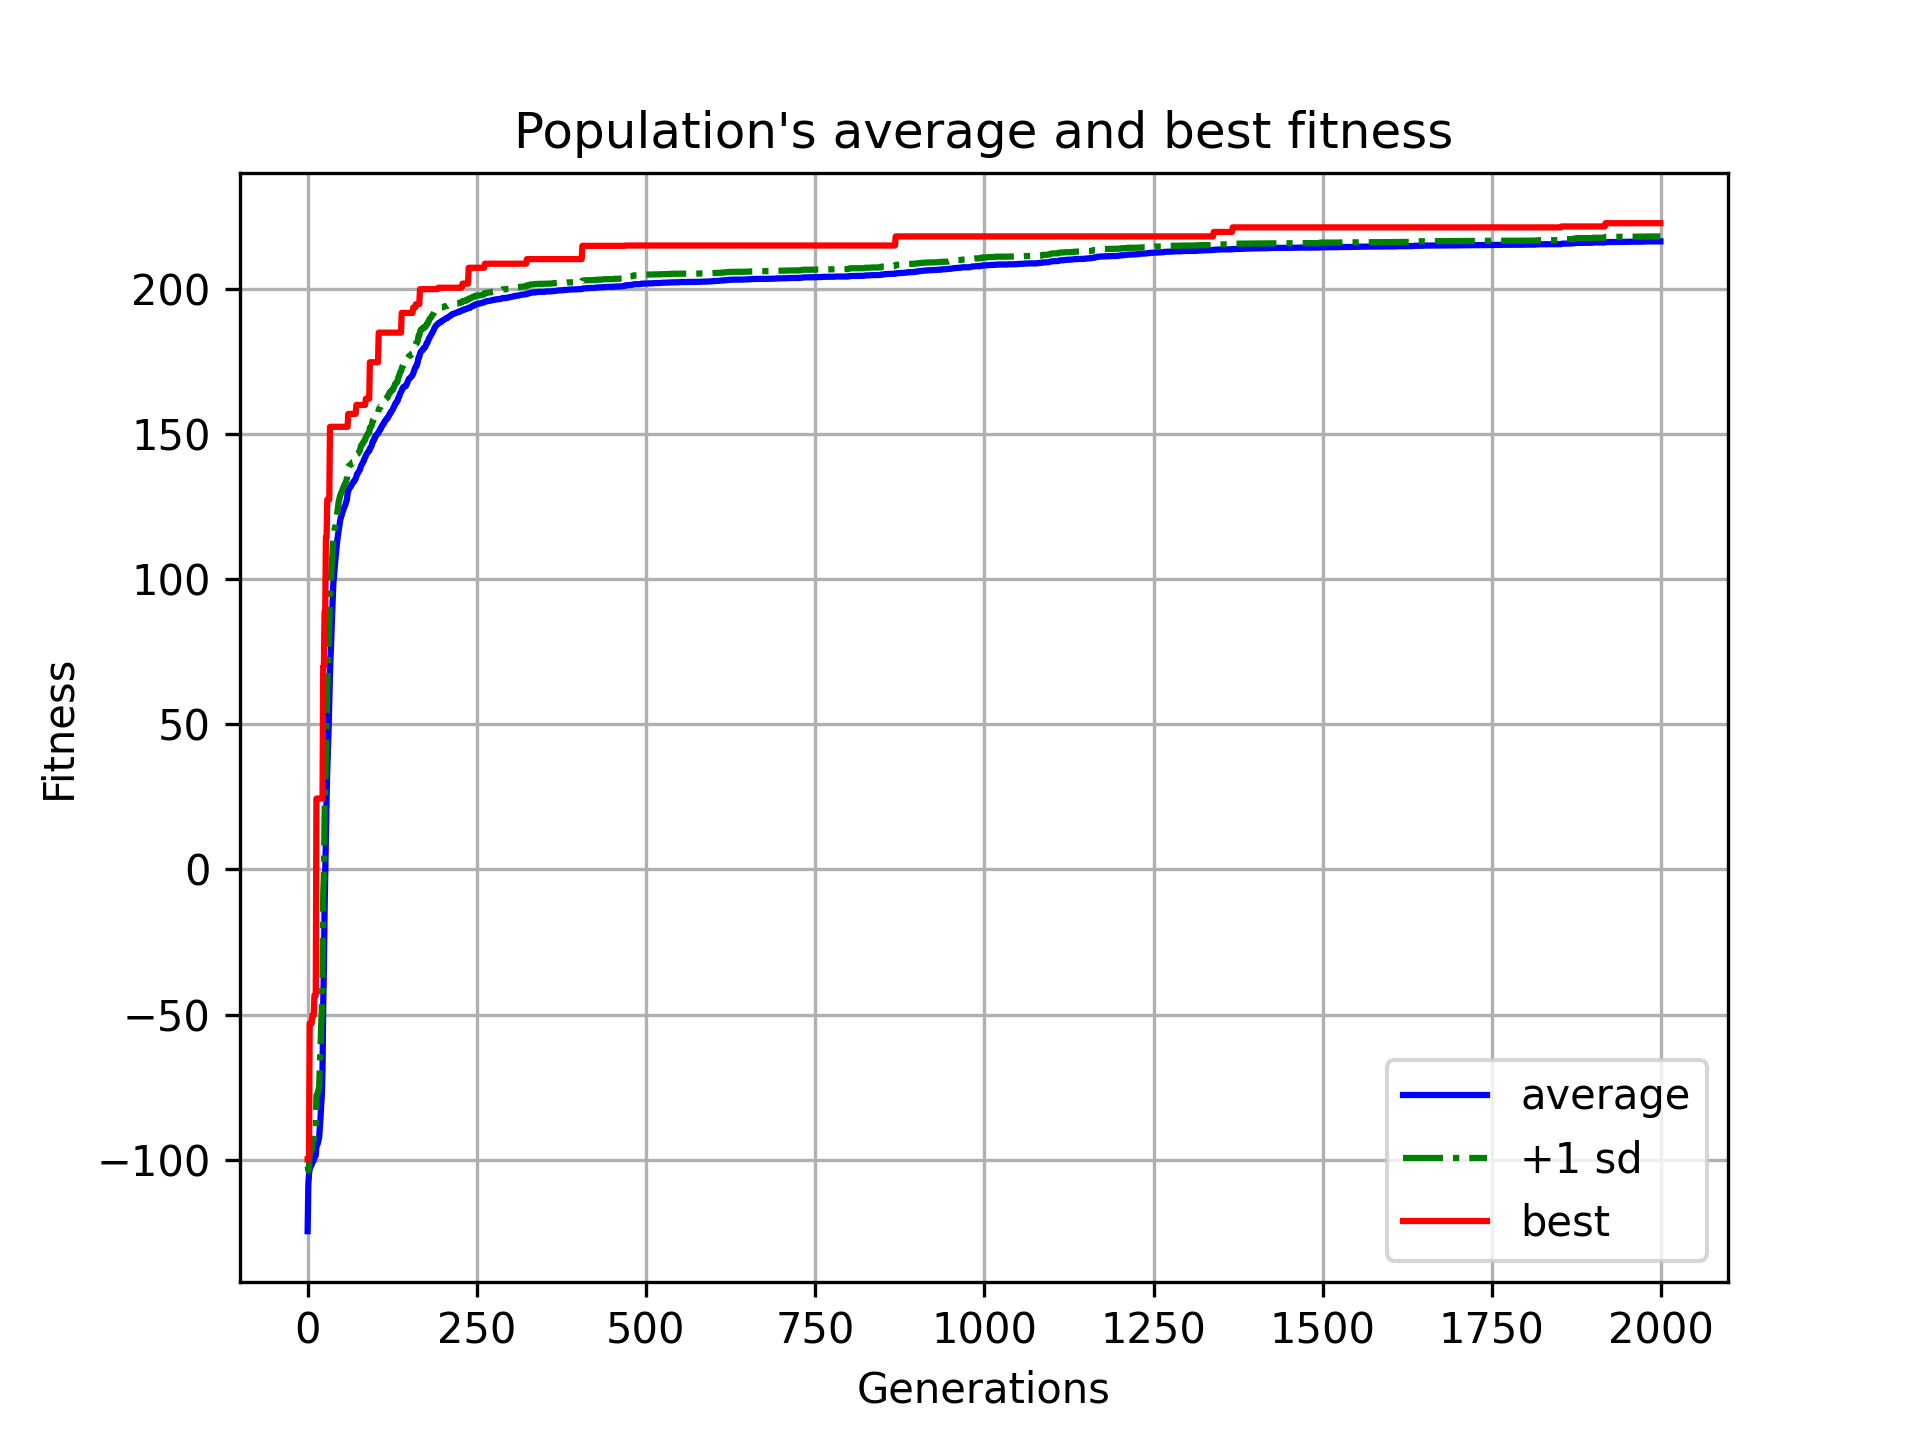 Population's average and best fitness
Fitness
200
150
100
50
0
−50
−100
0 250 500 750 1000 1250 1500 1750 2000
Generations
average
+1 sd
best